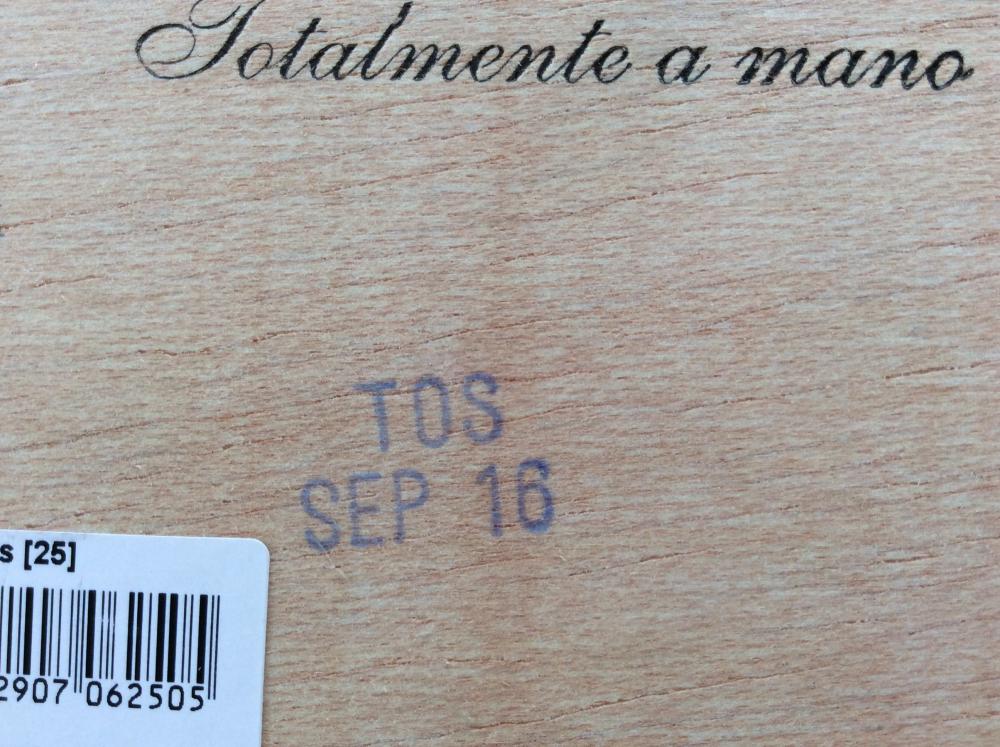 Totalmente a mano
TOS
SEP 16
s [25]
2907 062505